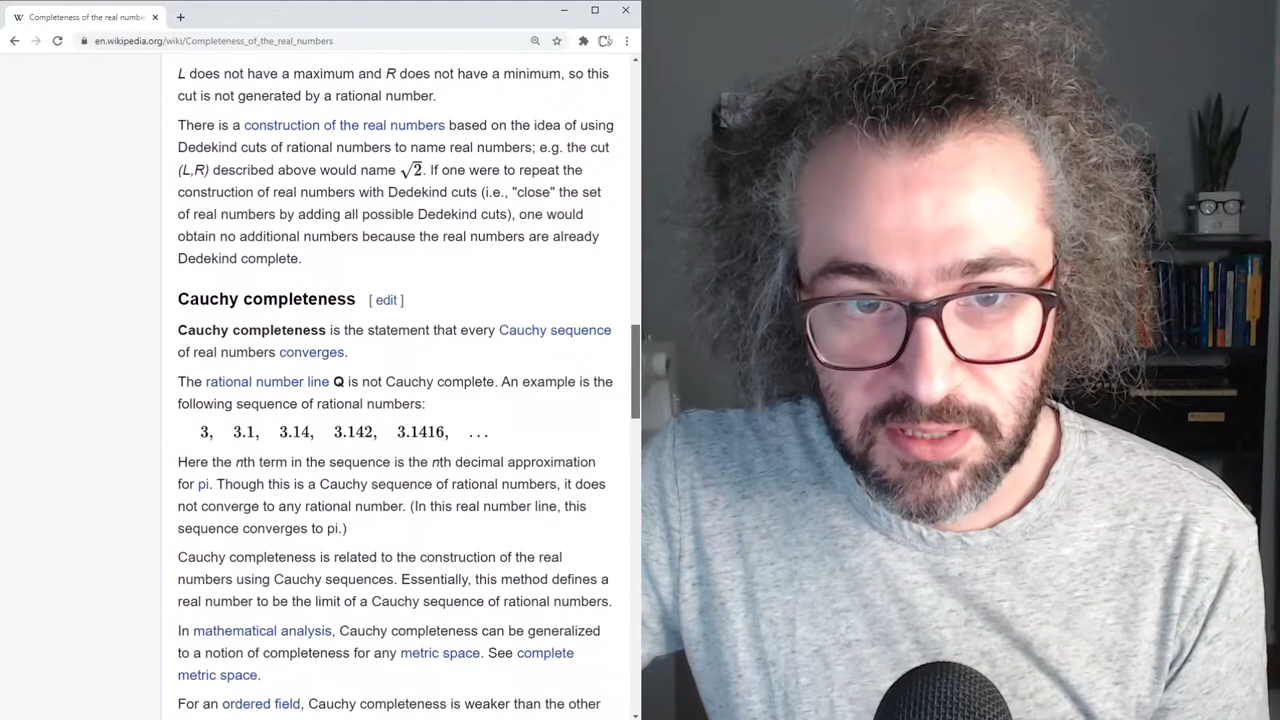 Completeness of the real numbe
en.wikipedia.org/wiki/Completeness_of_the_real_numbers
L does not have a maximum and R does not have a minimum, so this
cut is not generated by a rational number.
There is a construction of the real numbers based on the idea of using
Dedekind cuts of rational numbers to name real numbers; e.g. the cut
(L,R) described above would name √2. If one were to repeat the
construction of real numbers with Dedekind cuts (i.e., "close" the set
of real numbers by adding all possible Dedekind cuts), one would
obtain no additional numbers because the real numbers are already
Dedekind complete.
Cauchy completeness [ edit ]
Cauchy completeness is the statement that every Cauchy sequence
of real numbers converges.
The rational number line Q is not Cauchy complete. An example is the
following sequence of rational numbers:
3, 3.1, 3.14, 3.142, 3.1416, ...
Here the nth term in the sequence is the nth decimal approximation
for pi. Though this is a Cauchy sequence of rational numbers, it does
not converge to any rational number. (In this real number line, this
sequence converges to pi.)
Cauchy completeness is related to the construction of the real
numbers using Cauchy sequences. Essentially, this method defines a
real number to be the limit of a Cauchy sequence of rational numbers.
In mathematical analysis, Cauchy completeness can be generalized
to a notion of completeness for any metric space. See complete
metric space.
For an ordered field, Cauchy completeness is weaker than the other